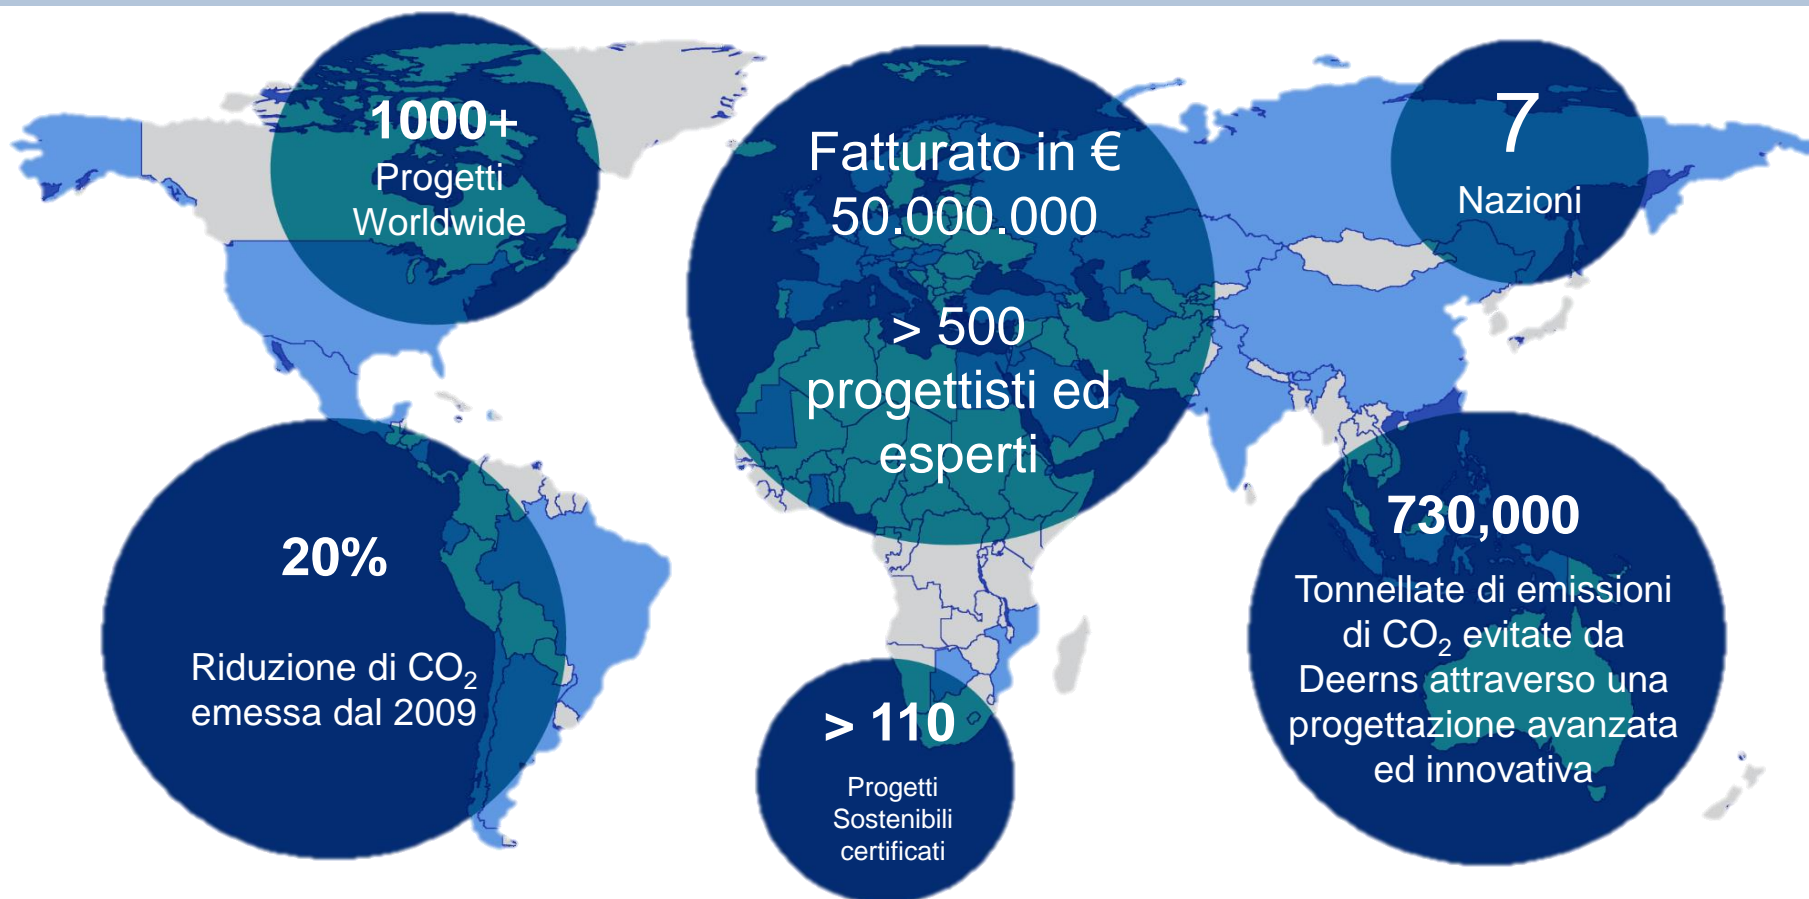 1000+
Progetti
Worldwide
Fatturato in €
50.000.000
> 500
progettisti ed
esperti
7
Nazioni
20%
Riduzione di CO₂
emessa dal 2009
> 110
Progetti
Sostenibili
certificati
730,000
Tonnellate di emissioni
di CO₂ evitate da
Deerns attraverso una
progettazione avanzata
ed innovativa